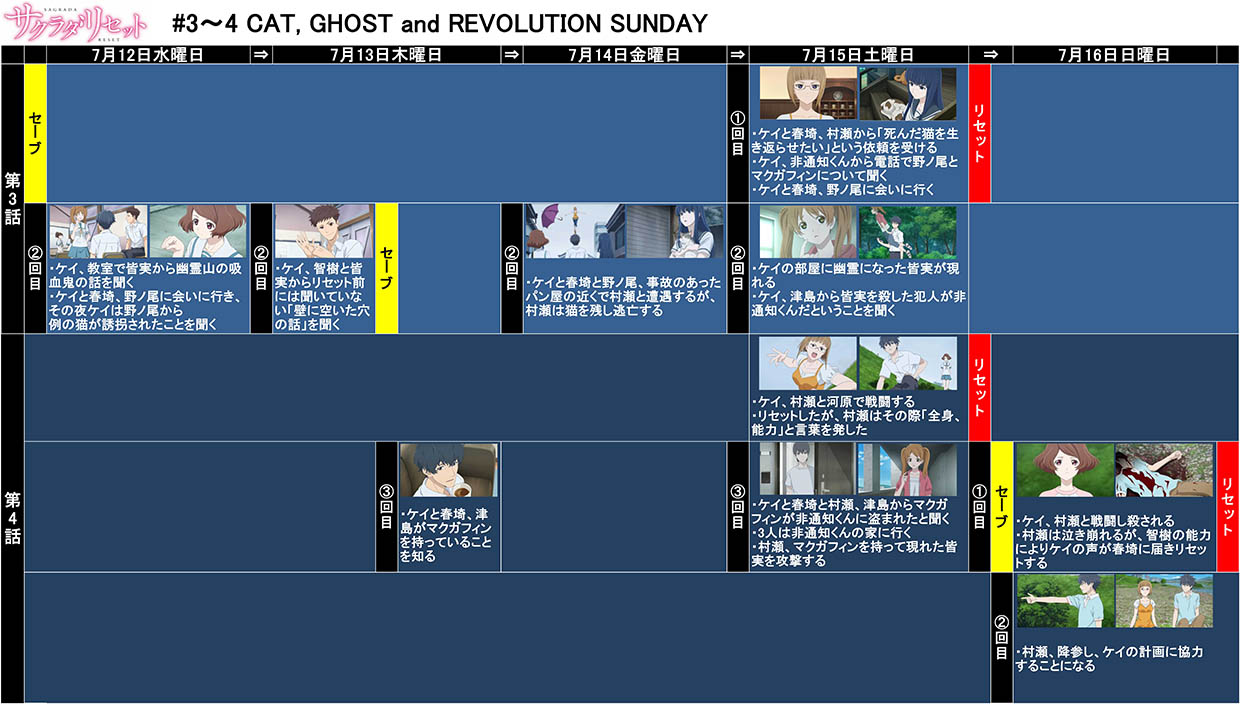 サクラダリセット
SAGRADA
RESET
#3～4 CAT, GHOST and REVOLUTION SUNDAY
7月12日水曜日 ⇒ 7月13日木曜日 ⇒ 7月14日金曜日 ⇒ 7月15日土曜日 ⇒ 7月16日日曜日
第3話
セーブ
①回目
・ケイと春埼、村瀬から「死んだ猫を生
き返らせたい」という依頼を受ける
・ケイ、非通知くんから電話で野ノ尾と
マクガフィンについて聞く
・ケイと春埼、野ノ尾に会いに行く
リセット
②回目
・ケイ、教室で皆実から幽霊山の吸
血鬼の話を聞く
・ケイと春埼、野ノ尾に会いに行き、
その夜ケイは野ノ尾から
例の猫が誘拐されたことを聞く
②回目
・ケイ、智樹と皆
実からリセット前
には聞いていな
い「壁に空いた穴
の話」を聞く
セーブ
②回目
・ケイと春埼と野ノ尾、事故のあった
パン屋の近くで村瀬と遭遇するが、
村瀬は猫を残し逃亡する
②回目
・ケイの部屋に幽霊になった皆実が現
れる
・ケイ、津島から皆実を殺した犯人が非
通知くんだということを聞く
第4話
・ケイ、村瀬と河原で戦闘する
・リセットしたが、村瀬はその際「全身、
能力」と言葉を発した
リセット
③回目
・ケイと春埼、津
島がマクガフィン
を持っていること
を知る
③回目
・ケイと春埼と村瀬、津島からマクガ
フィンが非通知くんに盗まれたと聞く
・3人は非通知くんの家に行く
・村瀬、マクガフィンを持って現れた皆
実を攻撃する
①回目
セーブ
・ケイ、村瀬と戦闘し殺される
・村瀬は泣き崩れるが、智樹の能力
によりケイの声が春埼に届きリセッ
トする
リセット
②回目
・村瀬、降参し、ケイの計画に協力
することになる